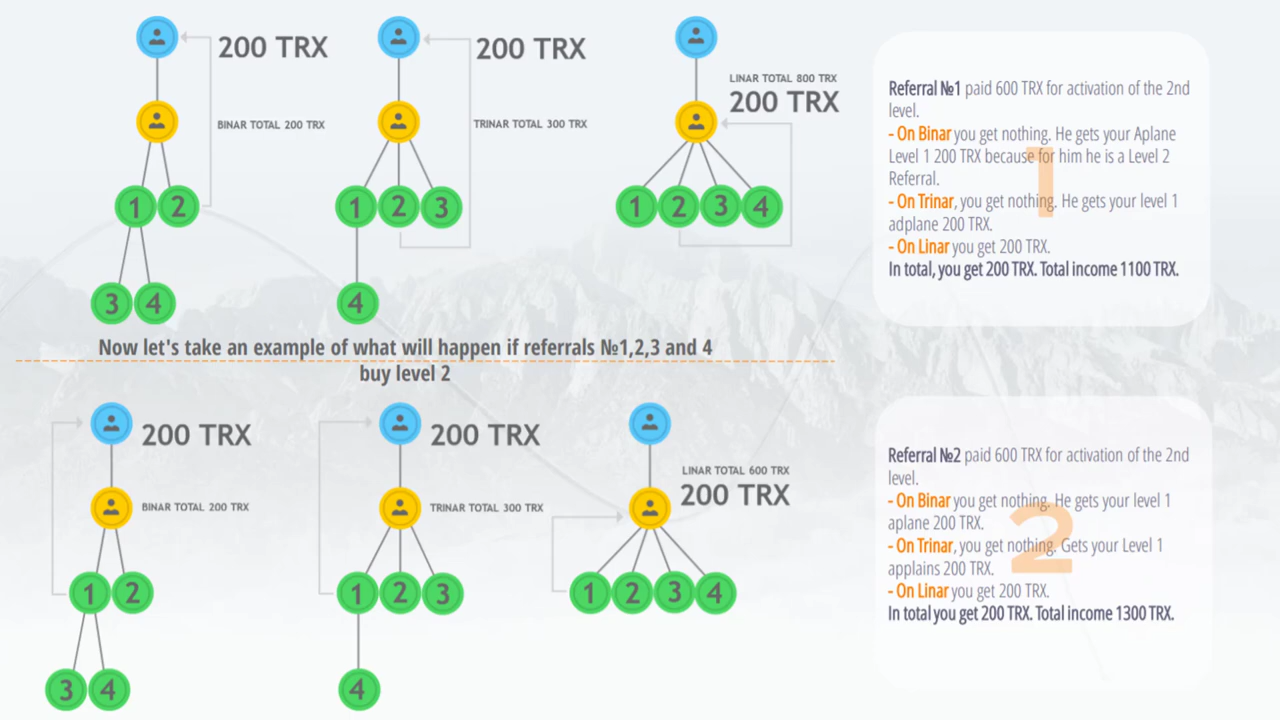 200 TRX
BINAR TOTAL 200 TRX
1
2
3
4
200 TRX
TRINAR TOTAL 300 TRX
1
2
3
4
LINAR TOTAL 800 TRX
200 TRX
1
2
3
4
Referral №1 paid 600 TRX for activation of the 2nd
level.
- On Binar you get nothing. He gets your Aplane
Level 1 200 TRX because for him he is a Level 2
Referral.
- On Trinar, you get nothing. He gets your level 1
adplane 200 TRX.
- On Linar you get 200 TRX.
In total, you get 200 TRX. Total income 1100 TRX.
1
Now let's take an example of what will happen if referrals №1,2,3 and 4
buy level 2
200 TRX
BINAR TOTAL 200 TRX
1
2
3
4
200 TRX
TRINAR TOTAL 300 TRX
1
2
3
4
LINAR TOTAL 600 TRX
200 TRX
1
2
3
4
Referral №2 paid 600 TRX for activation of the 2nd
level.
- On Binar you get nothing. He gets your level 1
aplane 200 TRX.
- On Trinar, you get nothing. Gets your Level 1
applains 200 TRX.
- On Linar you get 200 TRX.
In total you get 200 TRX. Total income 1300 TRX.
2